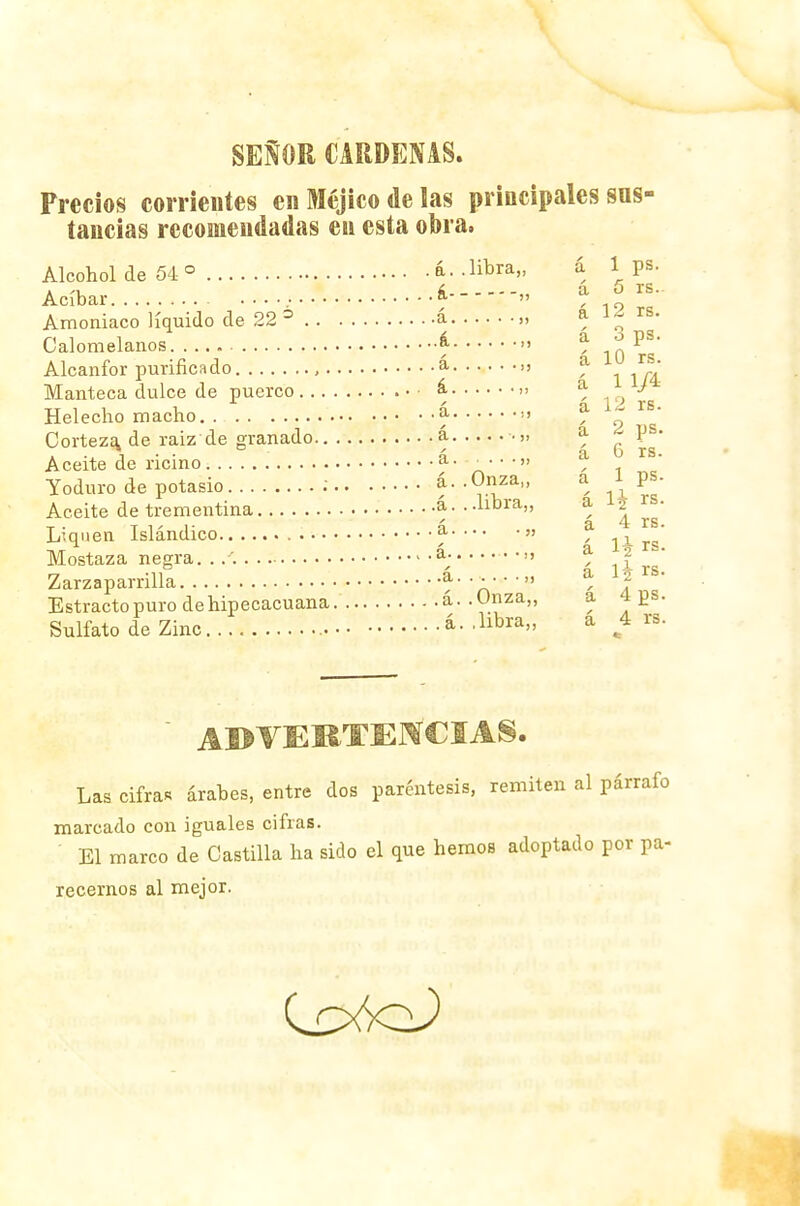 SEÑOR CARDENAS.
Precios corrientes en Méjico de las principales sus-
tancias recomendadas en esta obra.
Alcohol de 54° .................. á. .libra,, á 1 ps.
Acíbar.................. á------,, á 5 rs.
Amoniaco líquido de 22° .................. á......,, á 12 rs.
Calomelanos.................. á......,, á 3 ps.
Alcanfor purificado.................. á......,, á 10 rs.
Manteca dulce de puerco.................. á......,, á 1 1/4
Helecho macho.................. á......,, á 12 rs.
Corteza de raiz de granado.................. á......,, á 2 ps.
Aceite de ricino.................. á......,, á 6 rs.
Yoduro de potasio.................. á. .Onza,, á 1 ps.
Aceite de trementina.................. á. .libra,, á 1½ rs.
Liquen Islándico.................. á......,, á 4 rs.
Mostaza negra.................. á......,, á 1½ rs.
Zarzaparrilla.................. á......,, á 1½ rs.
Estracto puro de hipecacuana.................. á. .Onza,, á 4 ps.
Sulfato de Zinc.................. á. .libra,, á 4 rs.
ADVERTENCIAS.
Las cifras árabes, entre dos paréntesis, remiten al párrafo
marcado con iguales cifras.
El marco de Castilla ha sido el que hemos adoptado por pa-
recernos al mejor.